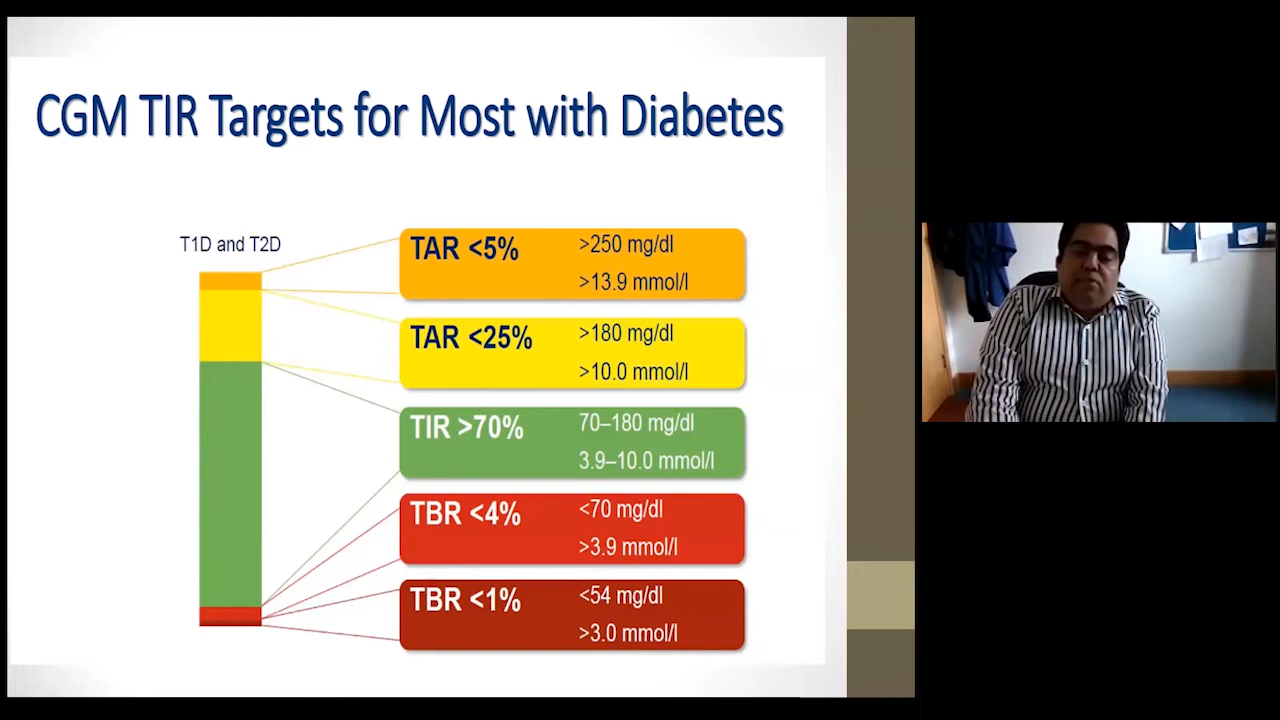 CGM TIR Targets for Most with Diabetes
T1D and T2D
TAR <5%
>250 mg/dl
>13.9 mmol/l
TAR <25%
>180 mg/dl
>10.0 mmol/l
TIR >70%
70–180 mg/dl
3.9–10.0 mmol/l
TBR <4%
<70 mg/dl
>3.9 mmol/l
TBR <1%
<54 mg/dl
>3.0 mmol/l